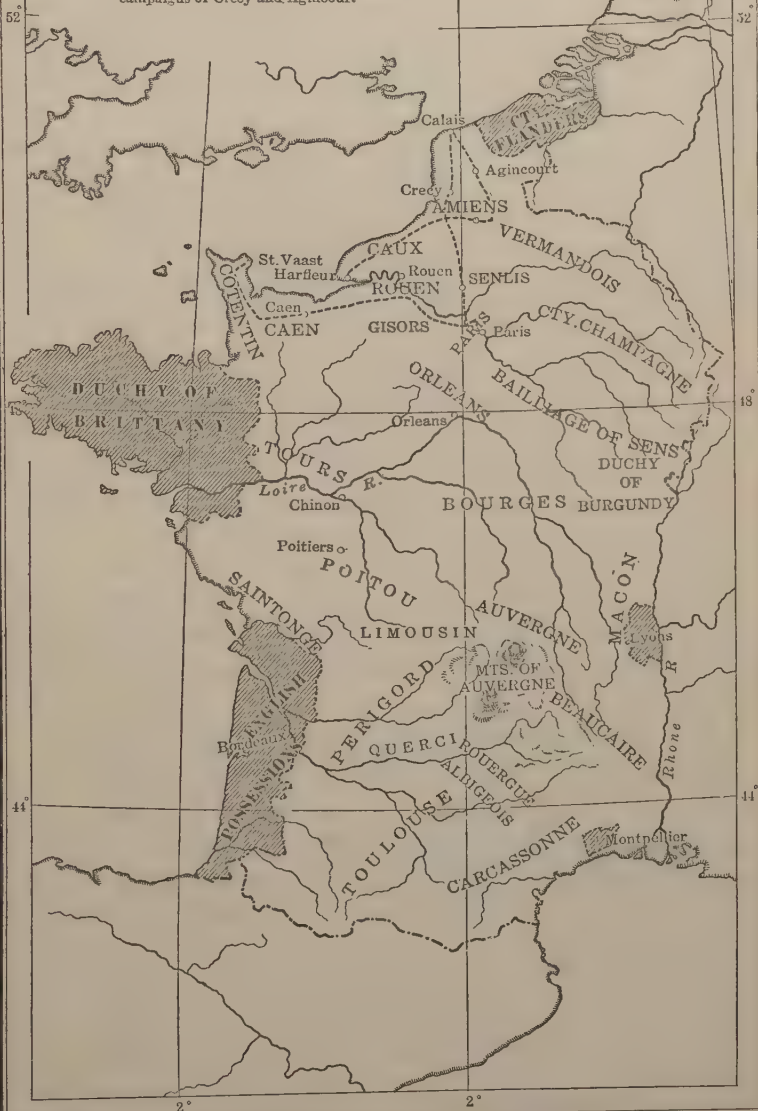 campaigns of Crecy and Agincourt
52°
52°
CTY. FLANDERS
Calais
Agincourt
Crecy
AMIENS
VERMANDOIS
CAUX
St. Vaast
Harfleur
Rouen
ROUEN
SENLIS
COTENTIN
Caen
CAEN
GISORS
PARIS
Paris
CTY. CHAMPAGNE
DUCHY OF
BRITTANY
ORLEANS
Orleans
BAILLIAGE OF SENS
48
48
TOURS
Loire R.
Chinon
DUCHY
OF
BURGUNDY
BOURGES
Poitiers
POITOU
SAINTONGE
LIMOUSIN
AUVERGNE
MACON
Lyons
MTS. OF
AUVERGNE
ENGLISH
POSSESSION
Bordeaux
PERIGORD
QUERCI
ROUERGUE
ALBIGEOIS
BEAUCAIRE
Rhone R
44°
44
TOULOUSE
CARCASSONNE
Montpellier
2°
2°